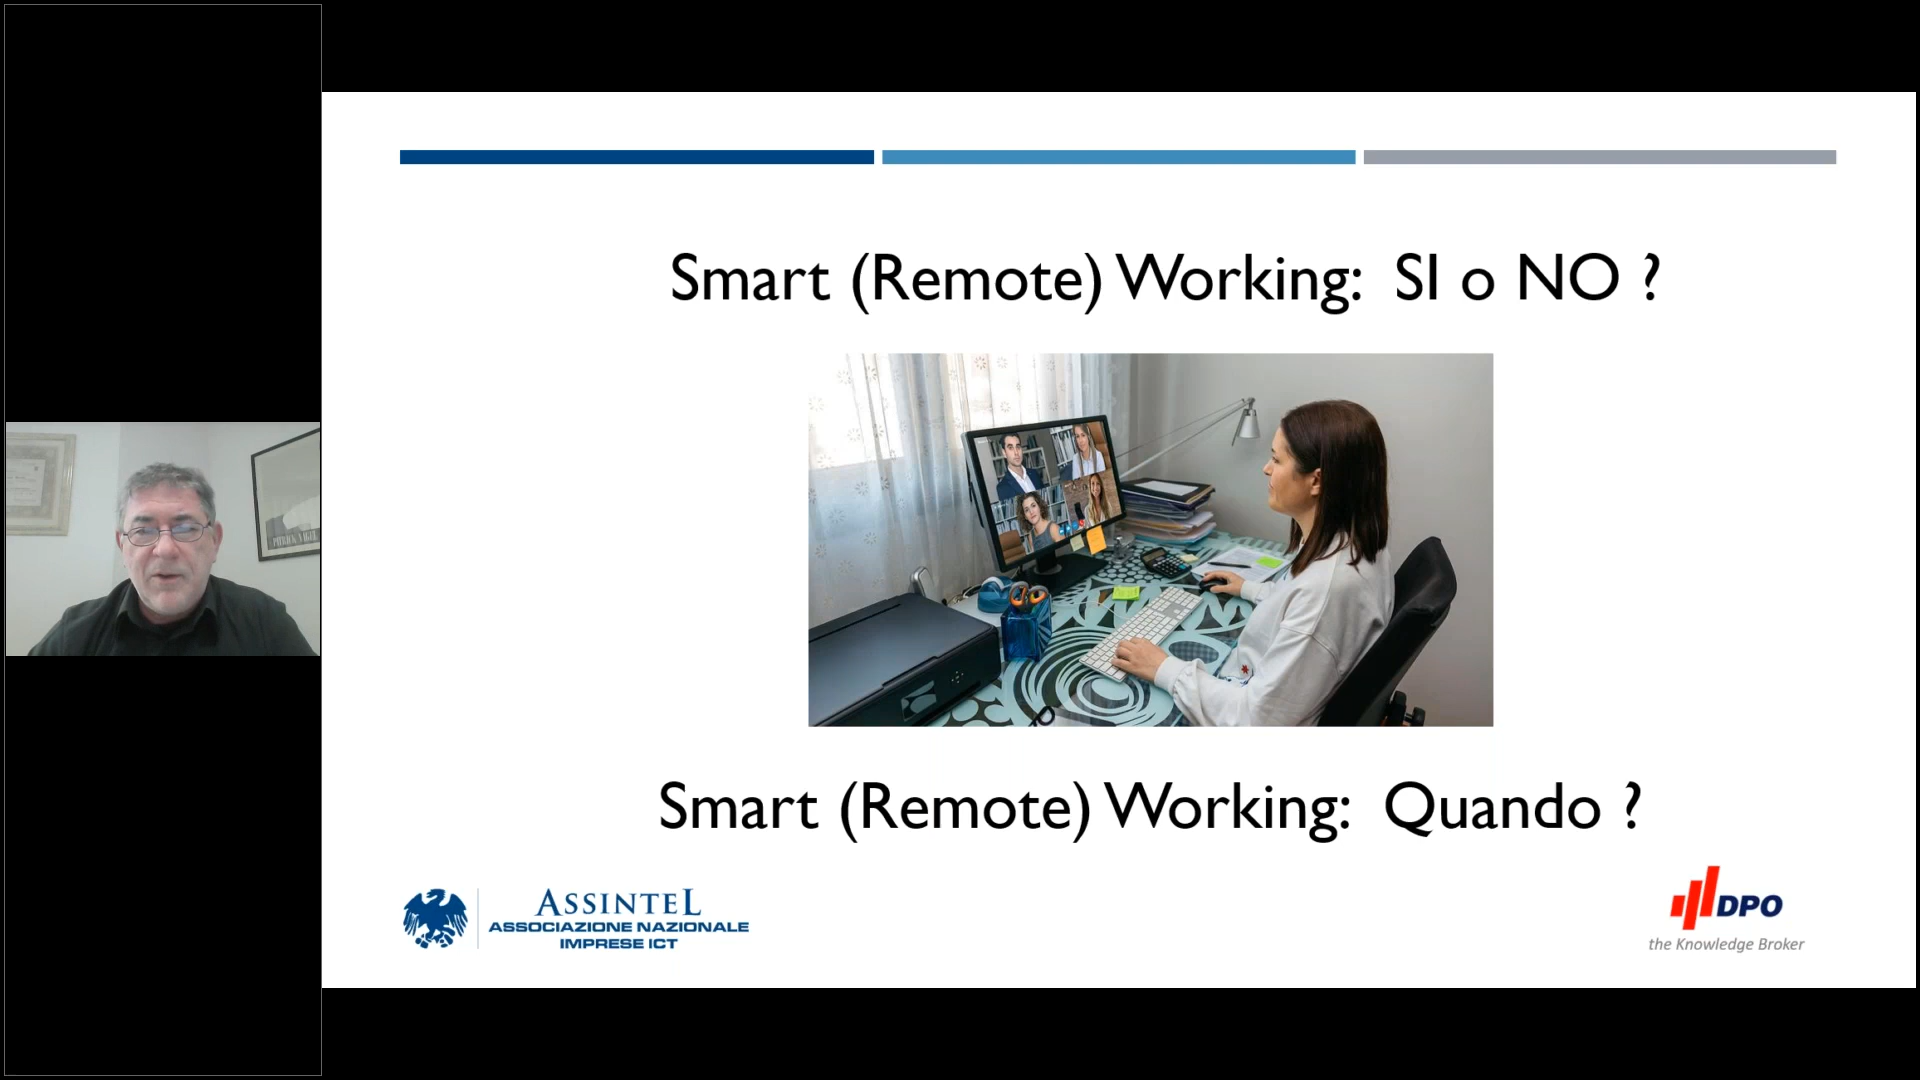 Smart (Remote) Working: SI o NO ?
Smart (Remote) Working: Quando ?
ASSINTEL
ASSOCIAZIONE NAZIONALE
IMPRESE ICT
DPO
the Knowledge Broker